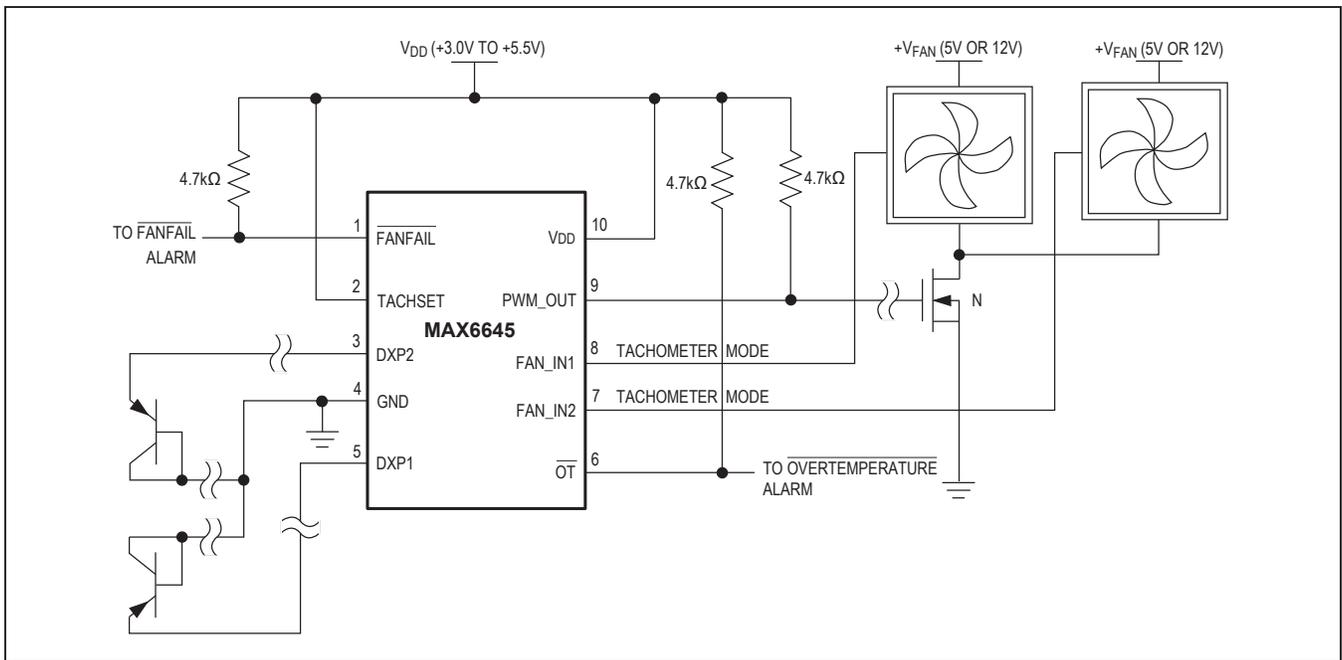 VDD (+3.0V TO +5.5V)
+VFAN (5V OR 12V)
+VFAN (5V OR 12V)
4.7kΩ
4.7kΩ
4.7kΩ
TO FANFAIL
ALARM
1
FANFAIL
2
TACHSET
3
DXP2
4
GND
5
DXP1
MAX6645
10
VDD
9
PWM_OUT
8
FAN_IN1
TACHOMETER MODE
7
FAN_IN2
TACHOMETER MODE
6
OT
TO OVERTEMPERATURE
ALARM
N